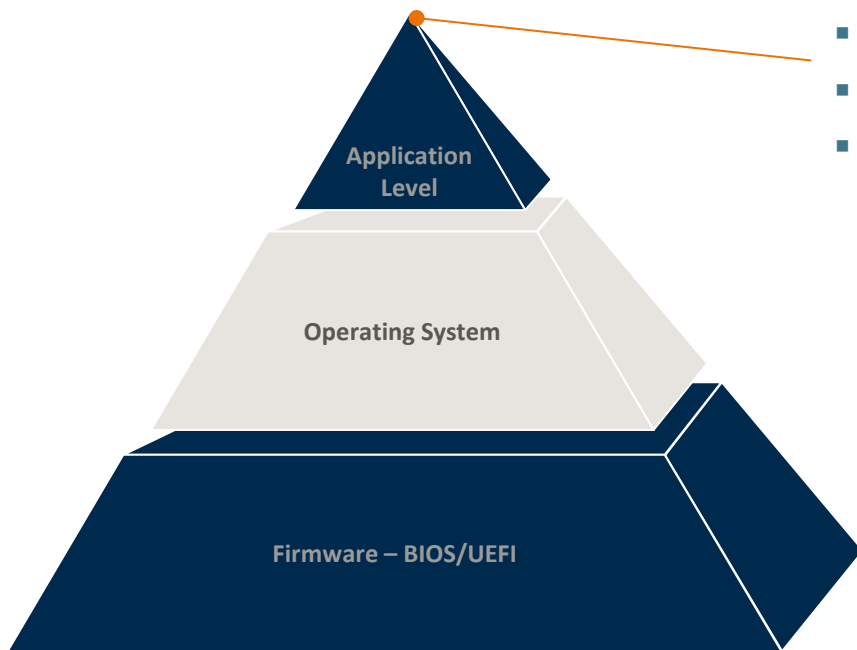 Application
Level
Operating System
Firmware – BIOS/UEFI